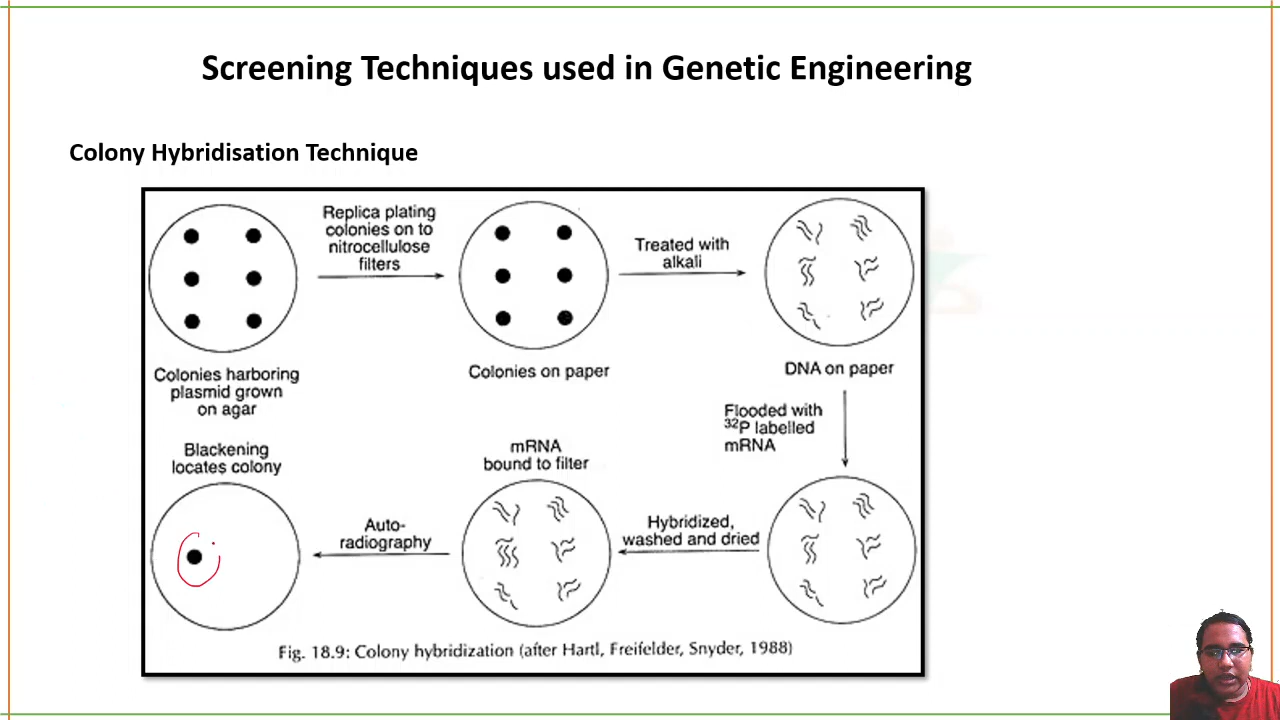 Screening Techniques used in Genetic Engineering
Colony Hybridisation Technique
Replica plating
colonies on to
nitrocellulose
filters
Treated with
alkali
Colonies harboring
plasmid grown
on agar
Colonies on paper
DNA on paper
Flooded with
32P labelled
mRNA
Blackening
locates colony
mRNA
bound to filter
Auto-
radiography
Hybridized,
washed and dried
Fig. 18.9: Colony hybridization (after Hartl, Freifelder, Snyder, 1988)